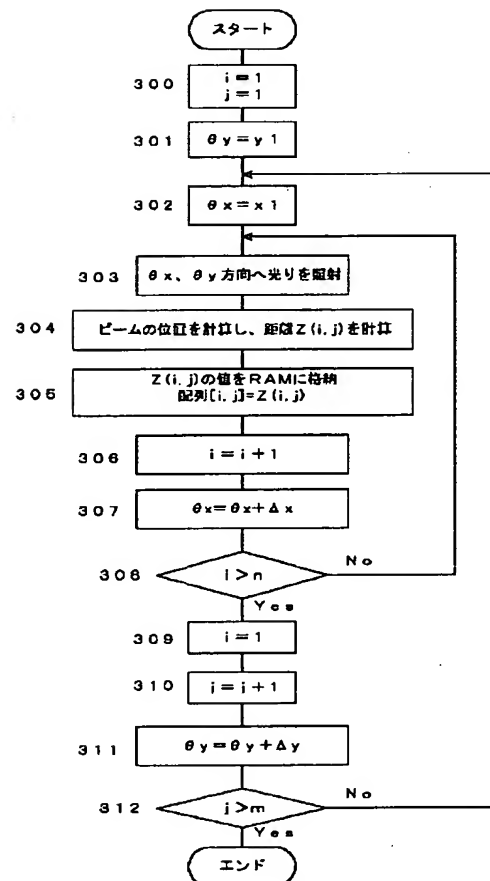 スタート
300
i = 1
j = 1
301
θy = y1
302
θx = x1
303
θx、θy方向へ光りを照射
304
ビームの位置を計算し、距離Z(i, j)を計算
305
Z(i, j)の値をRAMに格納
配列[i, j]=Z(i, j)
306
i = i + 1
307
θx=θx+Δx
308
i>n
No
Yes
309
i = 1
310
j = j + 1
311
θy=θy+Δy
312
j>m
No
Yes
エンド